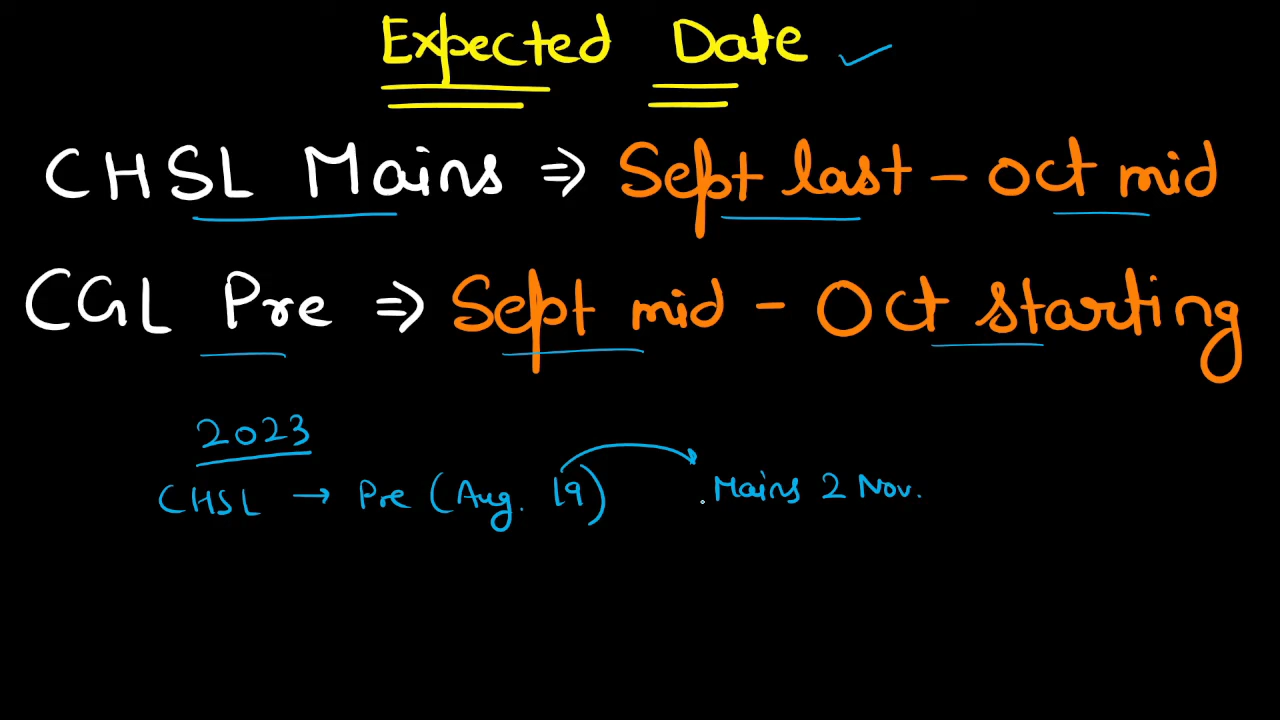 Expected Date
CHSL Mains ⇒ Sept last - Oct mid
CGL Pre ⇒ Sept mid - Oct starting
2023
CHSL → Pre (Aug. 19) Mains 2 Nov.